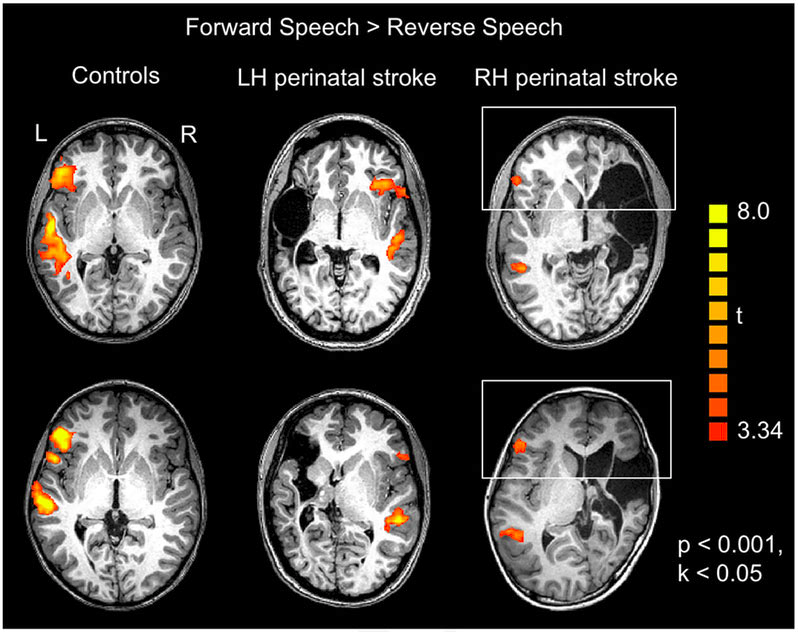 Forward Speech > Reverse Speech
Controls
LH perinatal stroke
RH perinatal stroke
L
R
8.0
t
3.34
p < 0.001,
k < 0.05